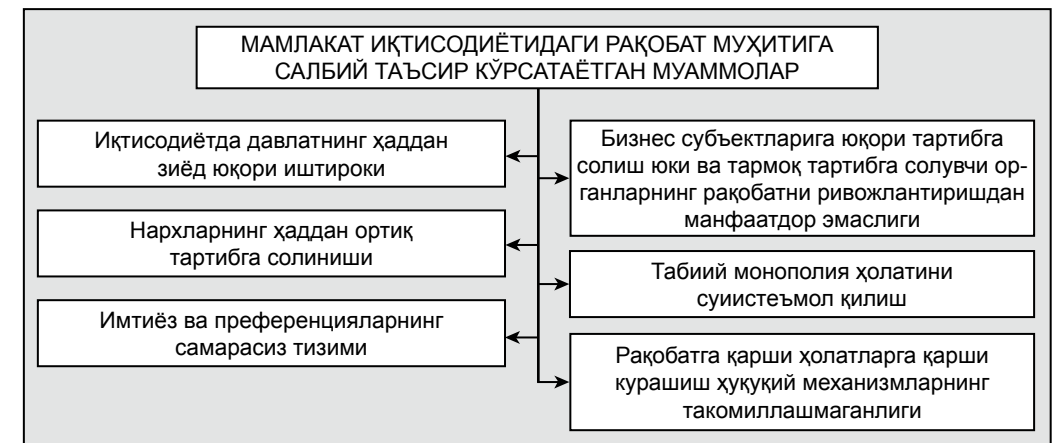 МАМЛАКАТ ИҚТИСОДИЁТИДАГИ РАҚОБАТ МУҲИТИГА
САЛБИЙ ТАЪСИР КЎРСАТАЁТГАН МУАММОЛАР
Иқтисодиётда давлатнинг ҳаддан
зиёд юқори иштироки
Нархларнинг ҳаддан ортиқ
тартибга солиниши
Имтиёз ва преференцияларнинг
самарасиз тизими
Бизнес субъектларига юқори тартибга
солиш юки ва тармоқ тартибга солувчи ор-
ганларнинг рақобатни ривожлантиришдан
манфаатдор эмаслиги
Табиий монополия ҳолатини
суиистеъмол қилиш
Рақобатга қарши ҳолатларга қарши
курашиш ҳуқуқий механизмларнинг
такомиллашмаганлиги